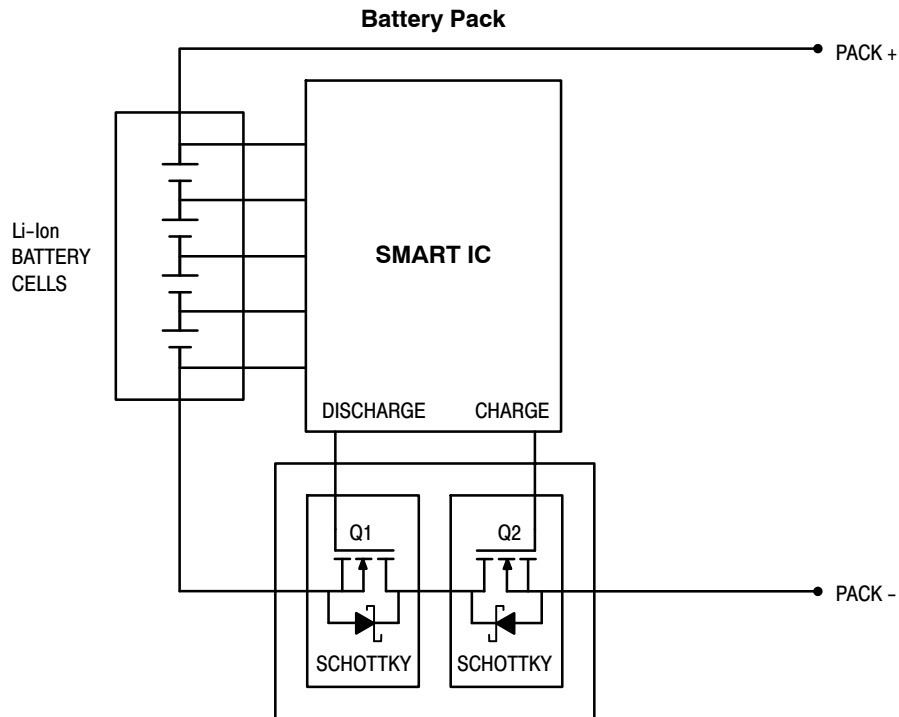 Battery Pack
PACK +
Li–Ion
BATTERY
CELLS
SMART IC
DISCHARGE
CHARGE
Q1
Q2
PACK –
SCHOTTKY
SCHOTTKY